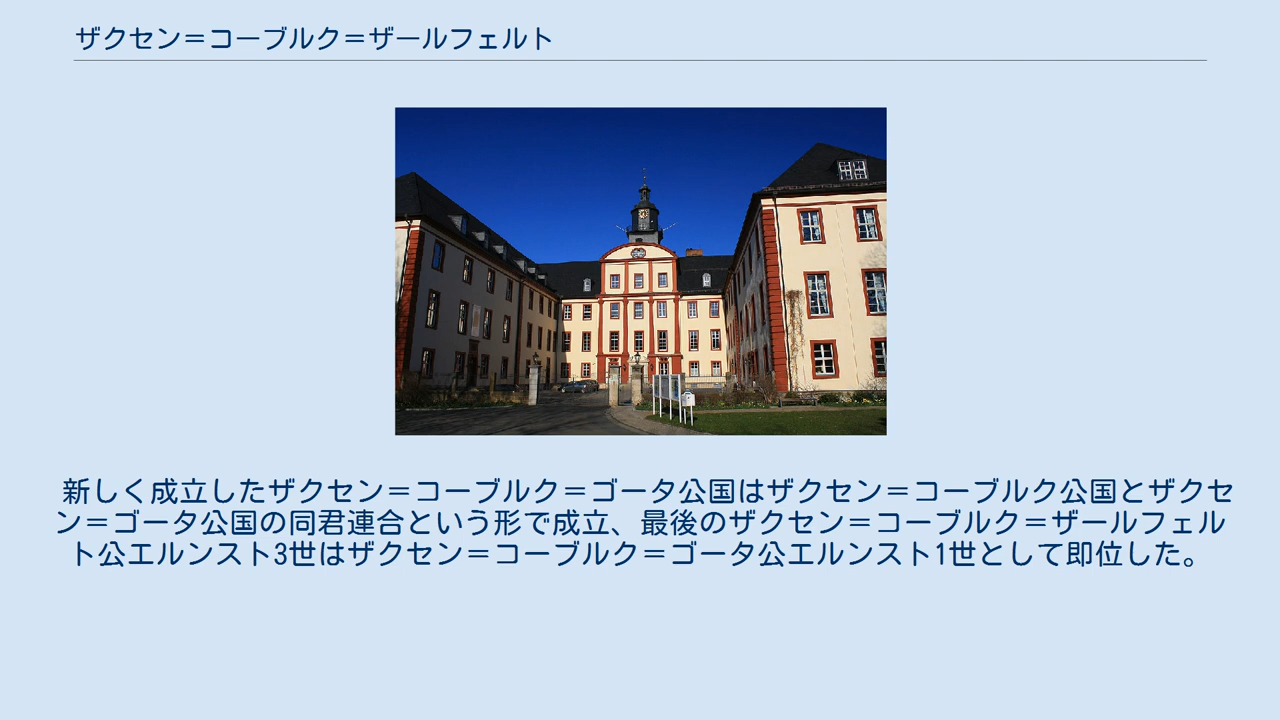 ザクセン＝コーブルク＝ザールフェルト
新しく成立したザクセン＝コーブルク＝ゴータ公国はザクセン＝コーブルク公国とザクセ
ン＝ゴータ公国の同君連合という形で成立、最後のザクセン＝コーブルク＝ザールフェル
ト公エルンスト3世はザクセン＝コーブルク＝ゴータ公エルンスト1世として即位した。